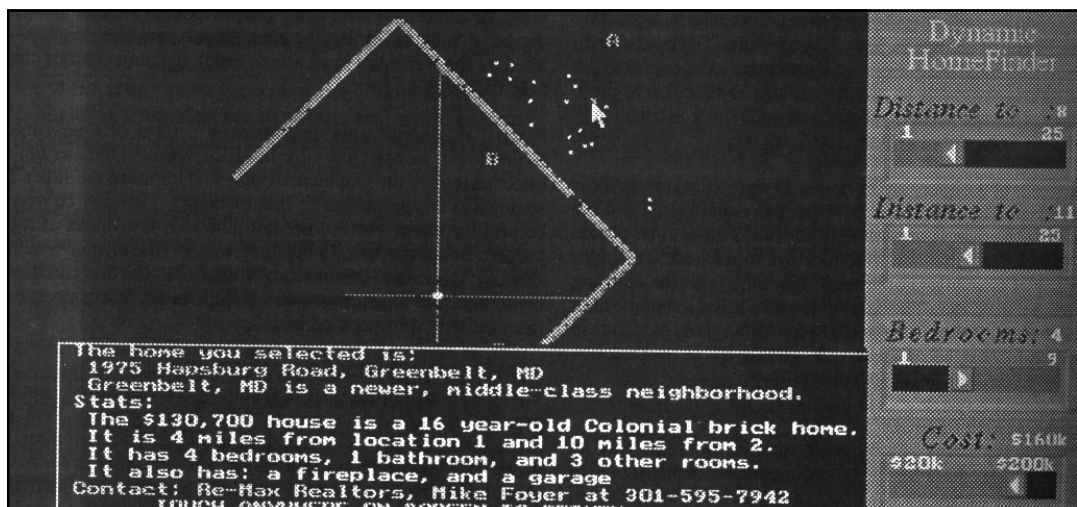 A
B
Dynamic
HomeFinder
Distance to :8
1 25
Distance to :11
1 25
Bedrooms: 4
1 9
Cost: $160k
$20k $200k
The home you selected is:
1975 Hapsburg Road, Greenbelt, MD
Greenbelt, MD is a newer, middle-class neighborhood.
Stats:
The $130,700 house is a 16 year-old Colonial brick home.
It is 4 miles from location 1 and 10 miles from 2.
It has 4 bedrooms, 1 bathroom, and 3 other rooms.
It also has: a fireplace, and a garage
Contact: Re-Max Realtors, Mike Foyer at 301-595-7942